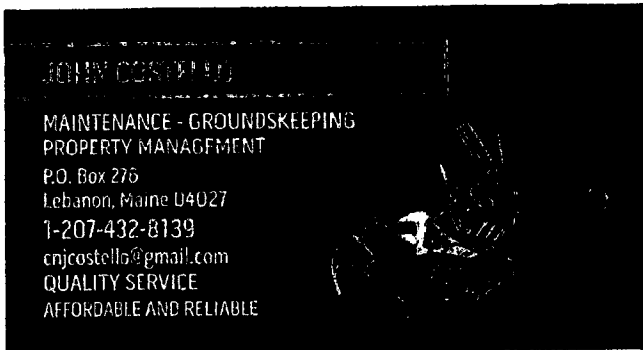 JOHN COSTELLO
MAINTENANCE - GROUNDSKEEPING
PROPERTY MANAGEMENT
P.O. Box 276
Lebanon, Maine 04027
1-207-432-8139
cnjcostello@gmail.com
QUALITY SERVICE
AFFORDABLE AND RELIABLE